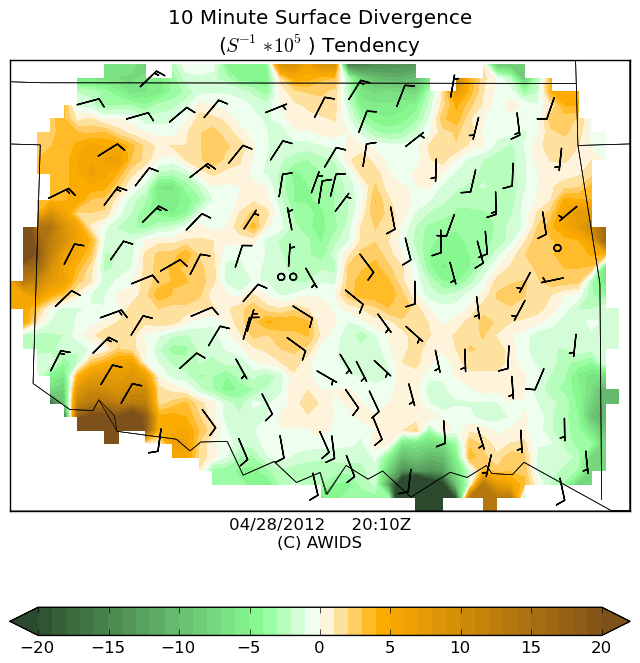 10 Minute Surface Divergence
(S⁻¹ * 10⁵ ) Tendency
04/28/2012 20:10Z
(C) AWIDS
−20 −15 −10 −5 0 5 10 15 20